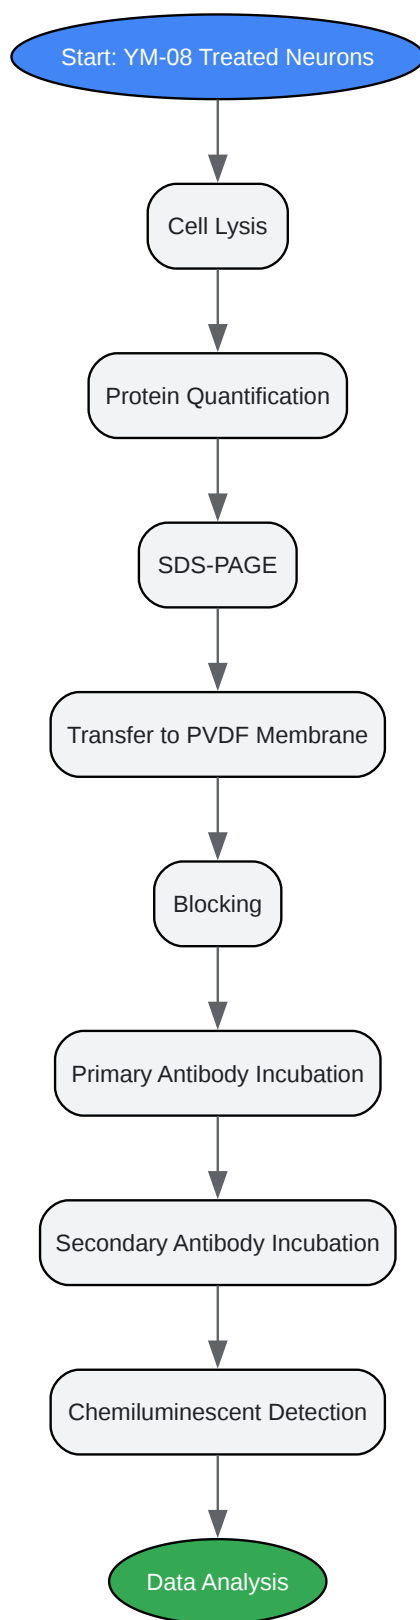 Start: YM-08 Treated Neurons
Cell Lysis
Protein Quantification
SDS-PAGE
Transfer to PVDF Membrane
Blocking
Primary Antibody Incubation
Secondary Antibody Incubation
Chemiluminescent Detection
Data Analysis